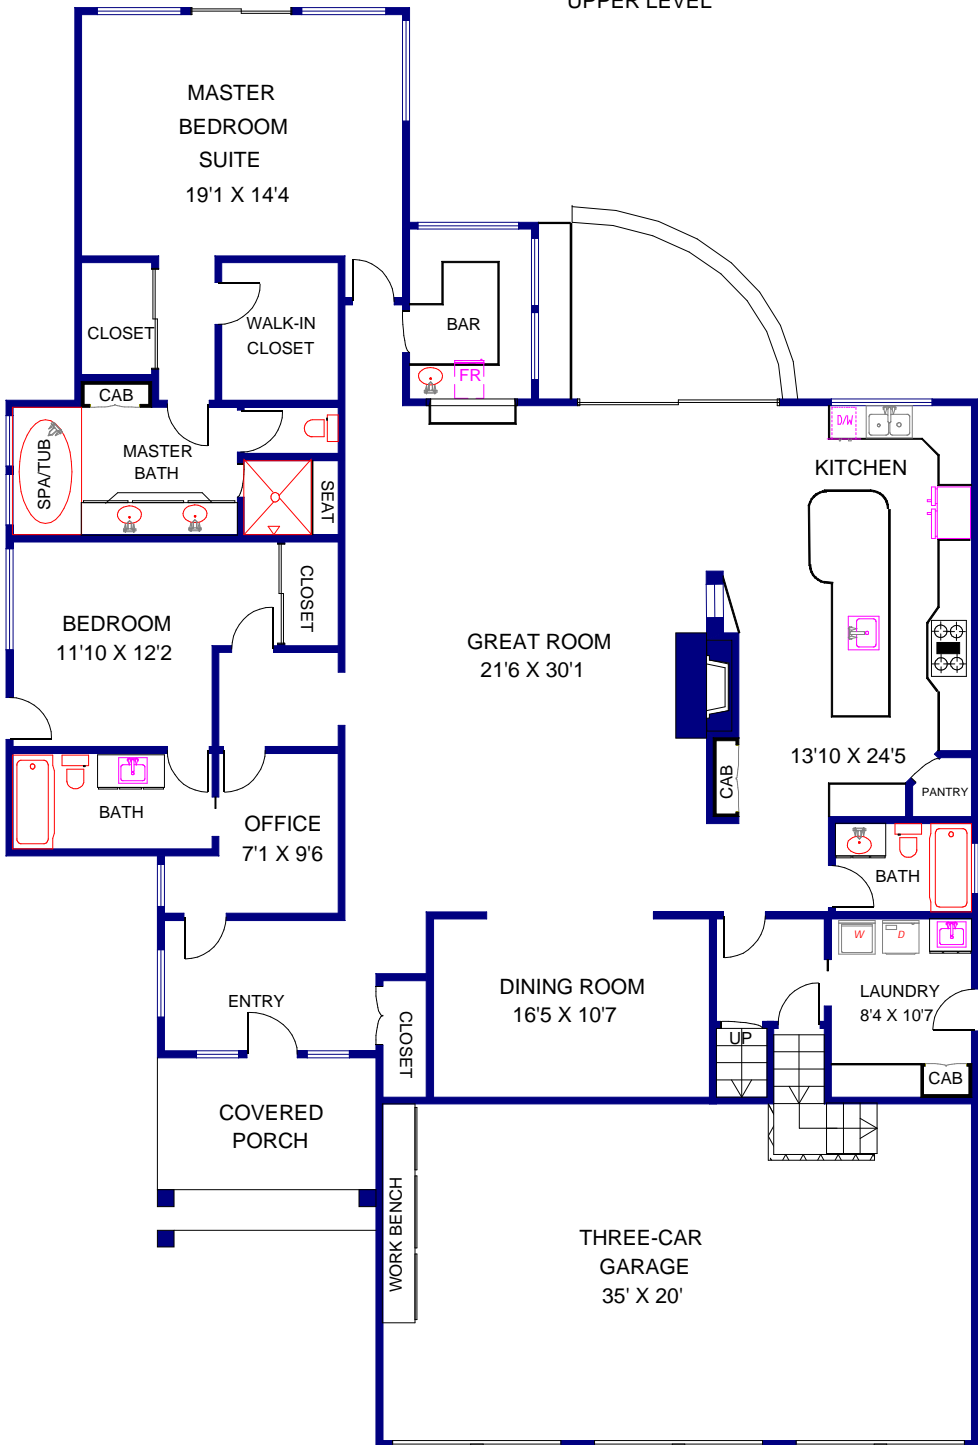 UPPER LEVEL
MASTER
BEDROOM
SUITE
19'1 X 14'4
CLOSET
WALK-IN
CLOSET
BAR
FR
CAB
SPA/TUB
MASTER
BATH
SEAT
D/W
KITCHEN
BEDROOM
11'10 X 12'2
CLOSET
GREAT ROOM
21'6 X 30'1
13'10 X 24'5
CAB
PANTRY
BATH
OFFICE
7'1 X 9'6
BATH
W
D
ENTRY
CLOSET
DINING ROOM
16'5 X 10'7
UP
LAUNDRY
8'4 X 10'7
CAB
COVERED
PORCH
WORK BENCH
THREE-CAR
GARAGE
35' X 20'